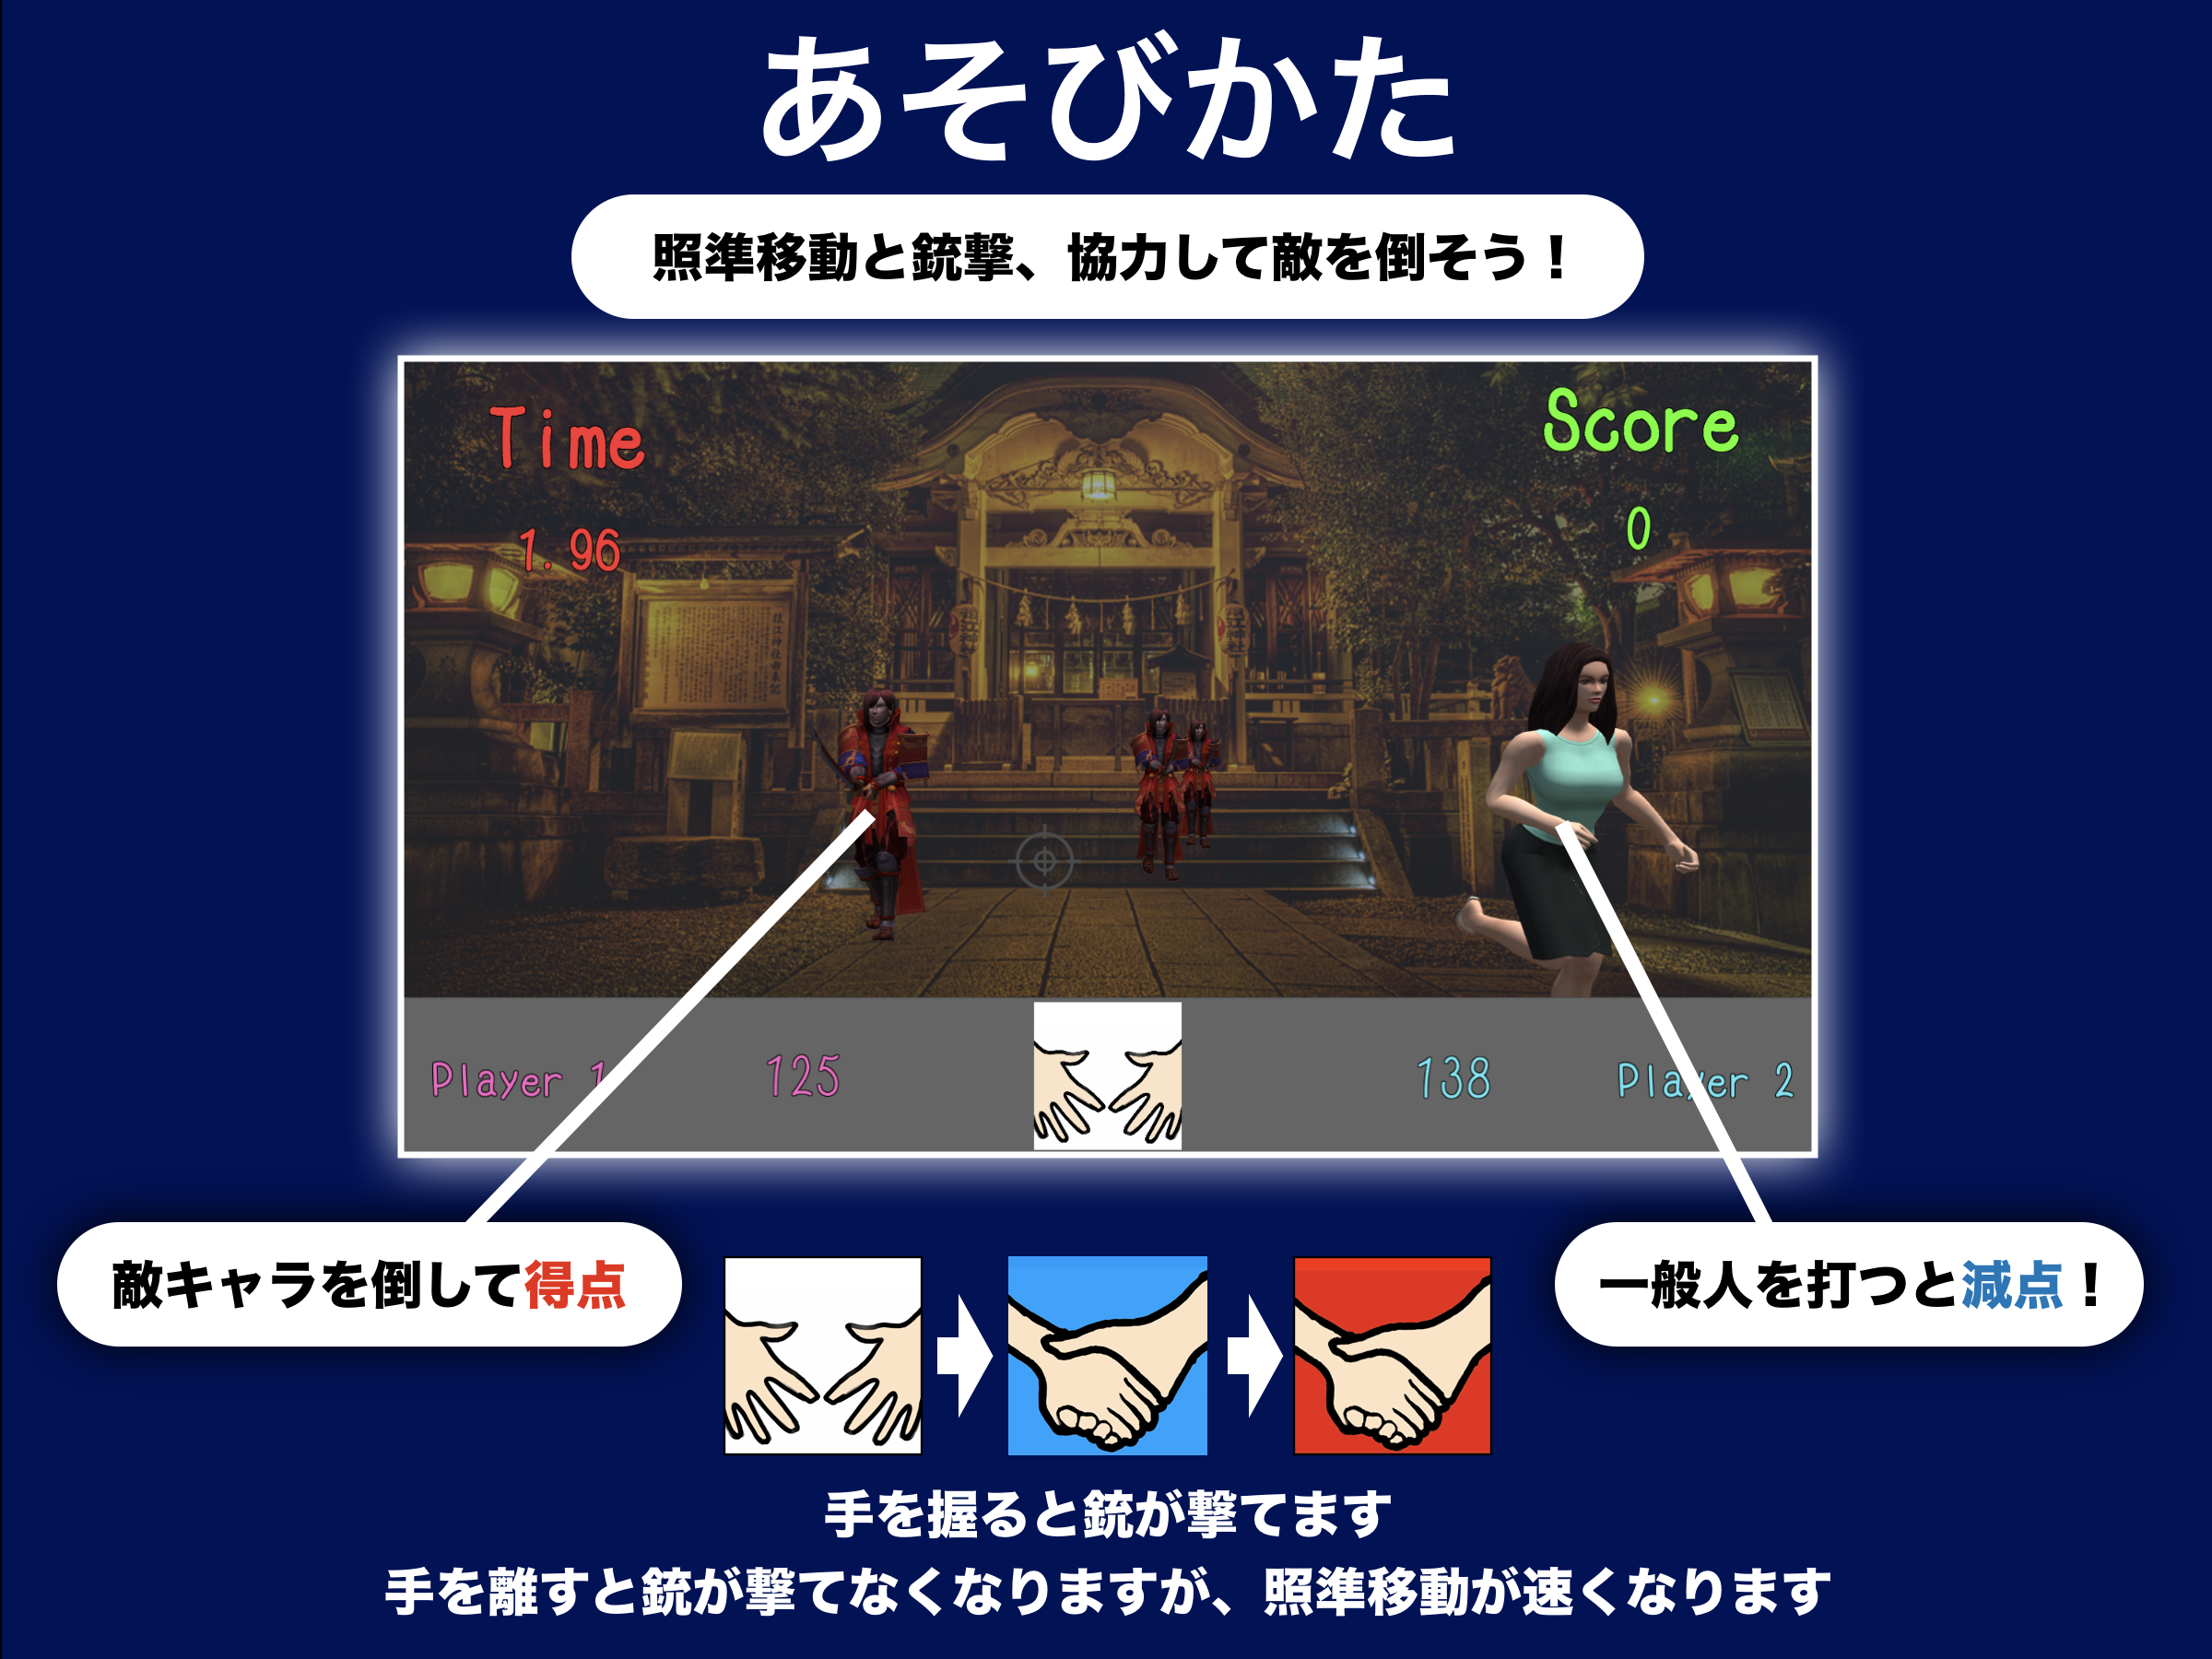 あそびかた
照準移動と銃撃、協力して敵を倒そう！
Time
Score
1.96
0
Player 1
125
138
Player 2
敵キャラを倒して得点
一般人を打つと減点！
手を握ると銃が撃てます
手を離すと銃が撃てなくなりますが、照準移動が速くなります